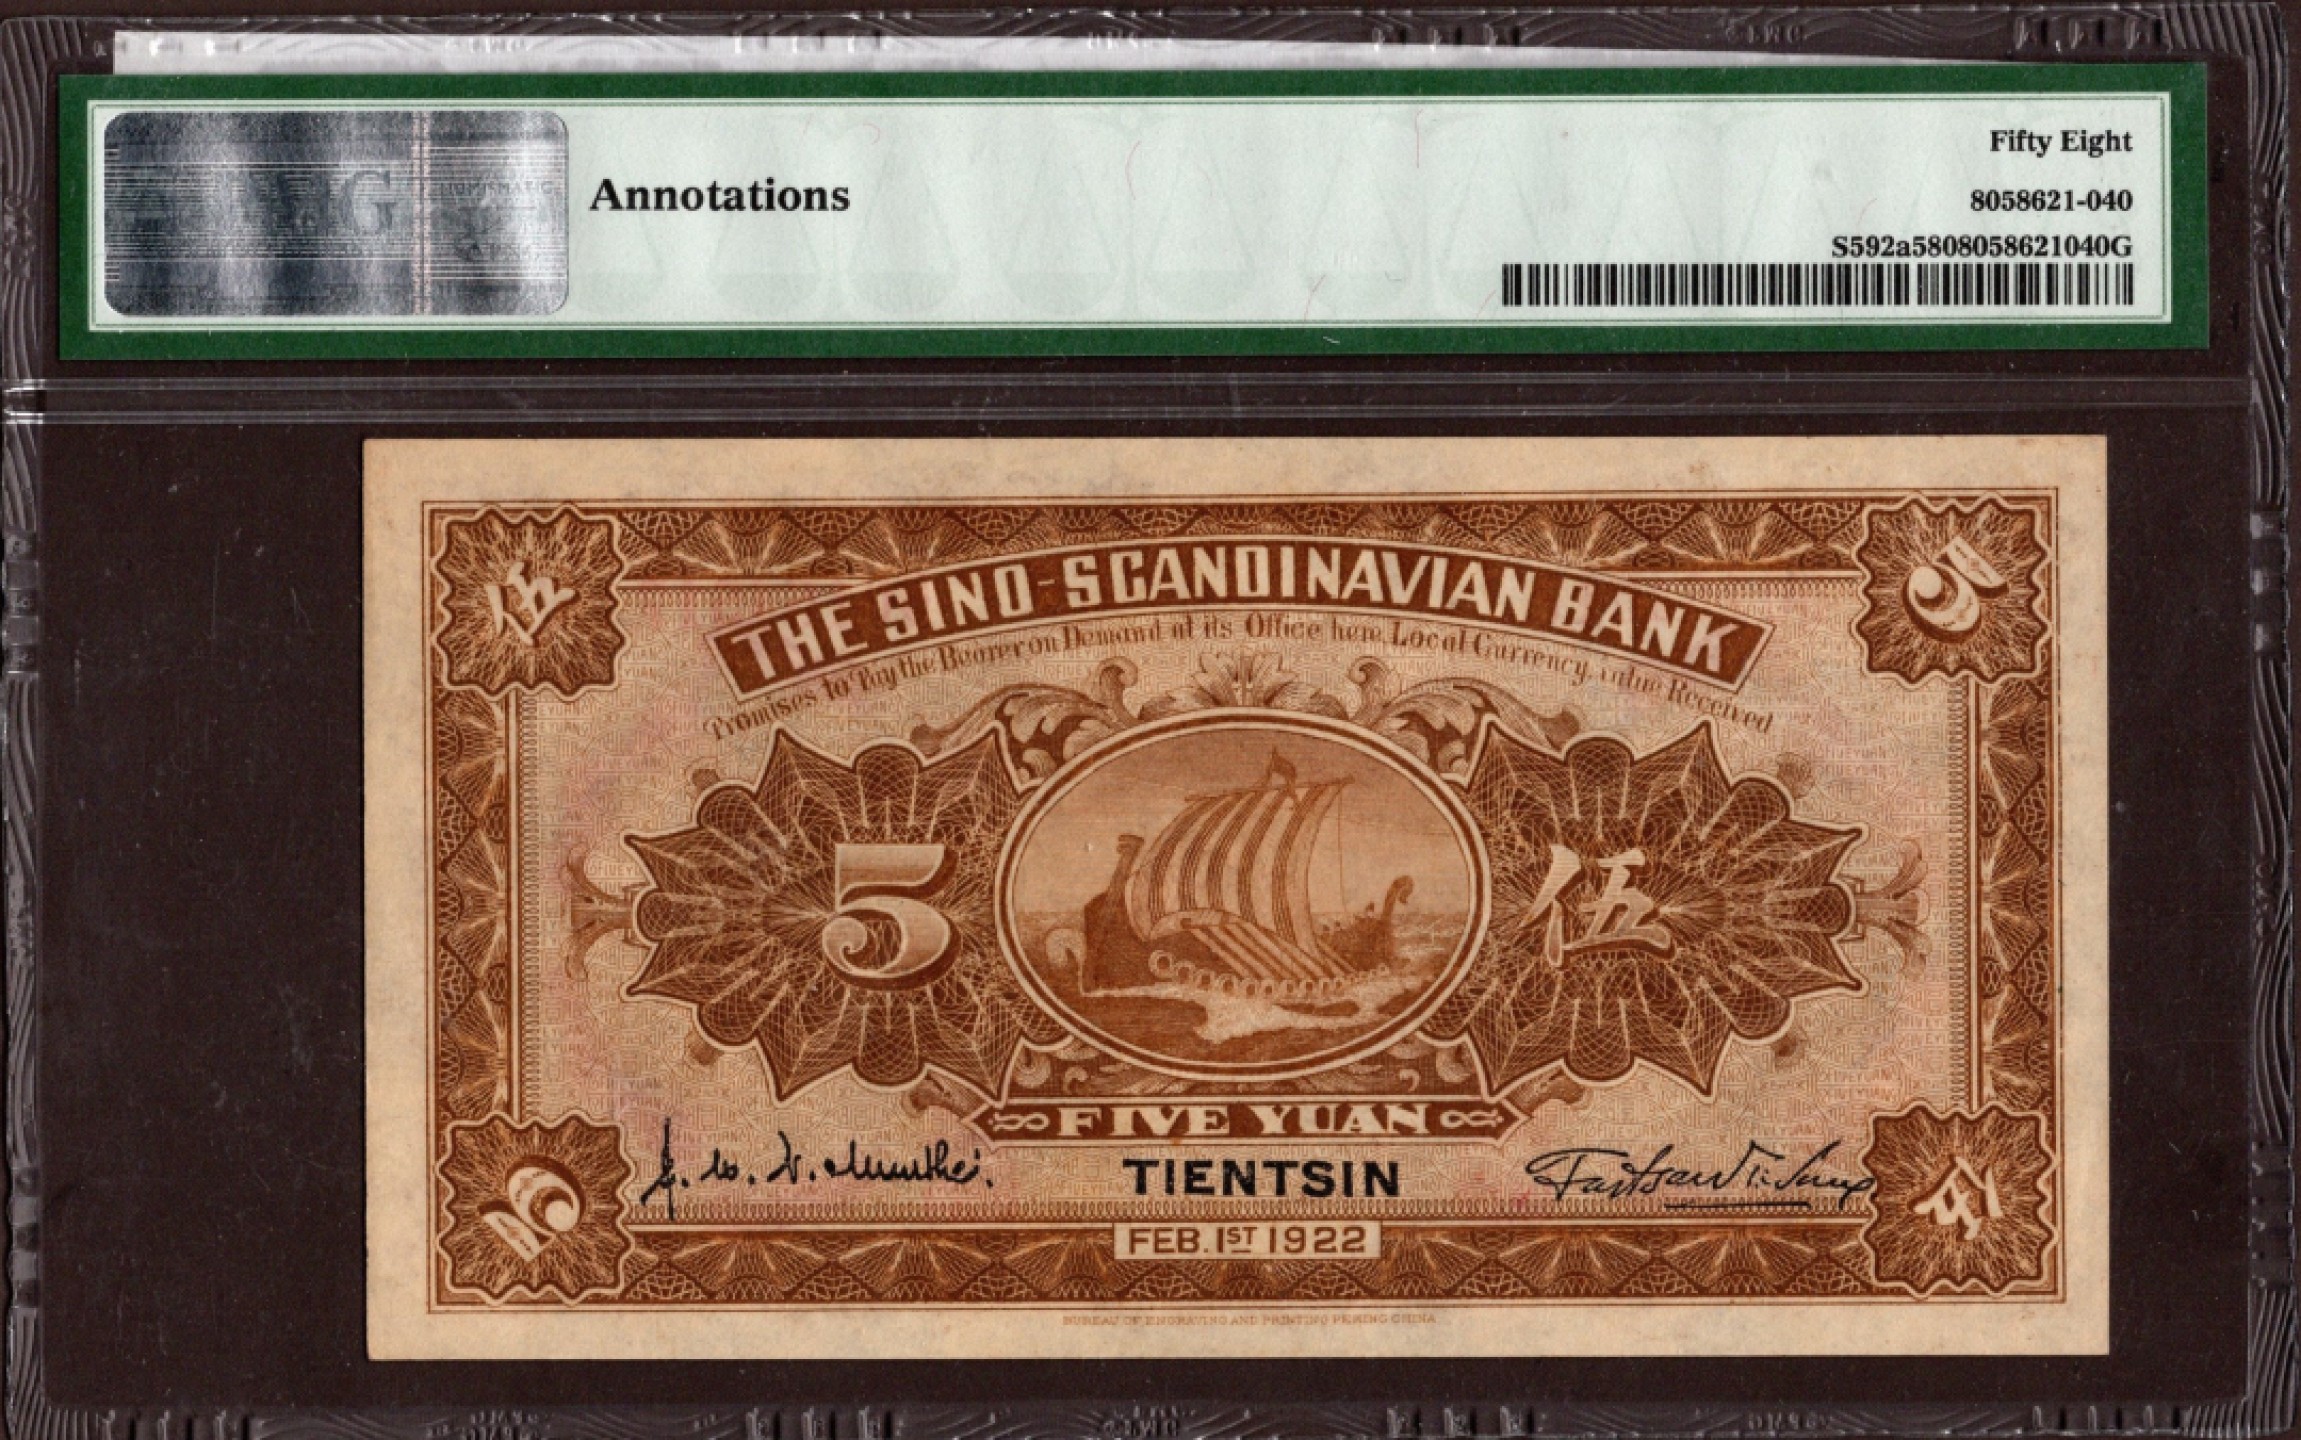 Annotations
Fifty Eight
8058621-040
S592a5808058621040G
伍
5
THE SINO-SCANDINAVIAN BANK
Promises to Pay the Bearer on Demand at its Office here Local Currency, value Received
5
伍
FIVE YUAN
TIENTSIN
5
伍
FEB. 1ST 1922
BUREAU OF ENGRAVING AND PRINTING PEKING CHINA